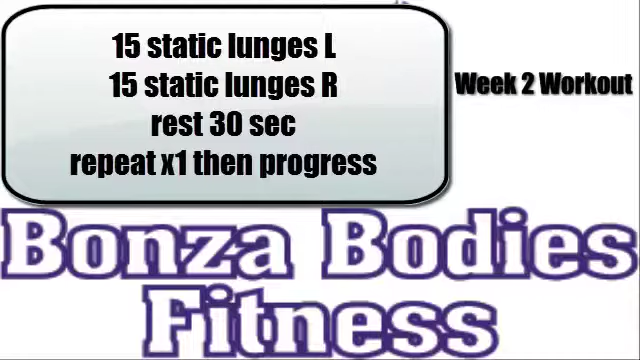 15 static lunges L
15 static lunges R
rest 30 sec
repeat x1 then progress
Week 2 Workout
Bonza Bodies
Fitness